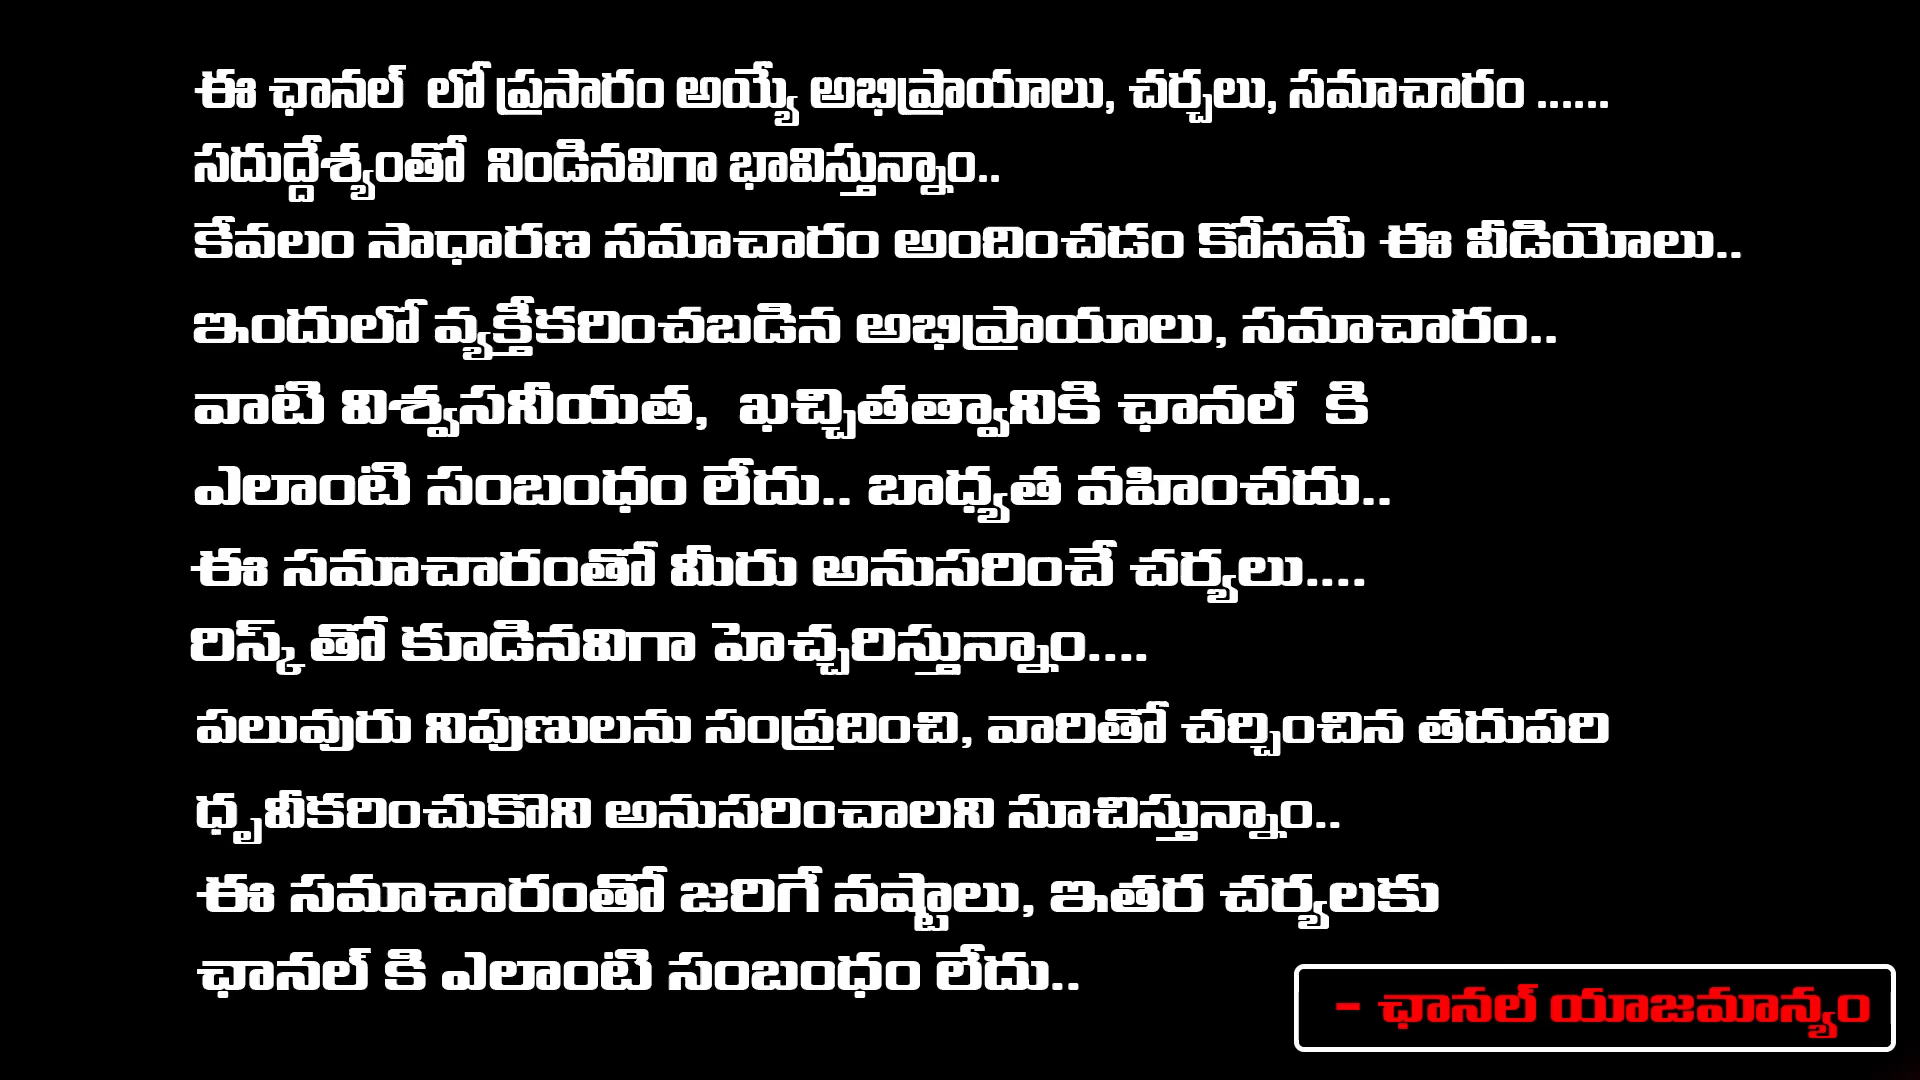 ఈ ఛానల్ లో ప్రసారం అయ్యే అభిప్రాయాలు, చర్చలు, సమాచారం ......
సదుద్దేశ్యంతో నిండినవిగా భావిస్తున్నాం..
కేవలం సాధారణ సమాచారం అందించడం కోసమే ఈ వీడియోలు..
ఇందులో వ్యక్తీకరించబడిన అభిప్రాయాలు, సమాచారం..
వాటి విశ్వసనీయత, ఖచ్చితత్వానికి ఛానల్ కి
ఎలాంటి సంబంధం లేదు.. బాధ్యత వహించదు..
ఈ సమాచారంతో మీరు అనుసరించే చర్యలు....
రిస్క్ తో కూడినవిగా హెచ్చరిస్తున్నాం....
పలువురు నిపుణులను సంప్రదించి, వారితో చర్చించిన తదుపరి
ధృవీకరించుకొని అనుసరించాలని సూచిస్తున్నాం..
ఈ సమాచారంతో జరిగే నష్టాలు, ఇతర చర్యలకు
ఛానల్ కి ఎలాంటి సంబంధం లేదు..
- ఛానల్ యాజమాన్యం